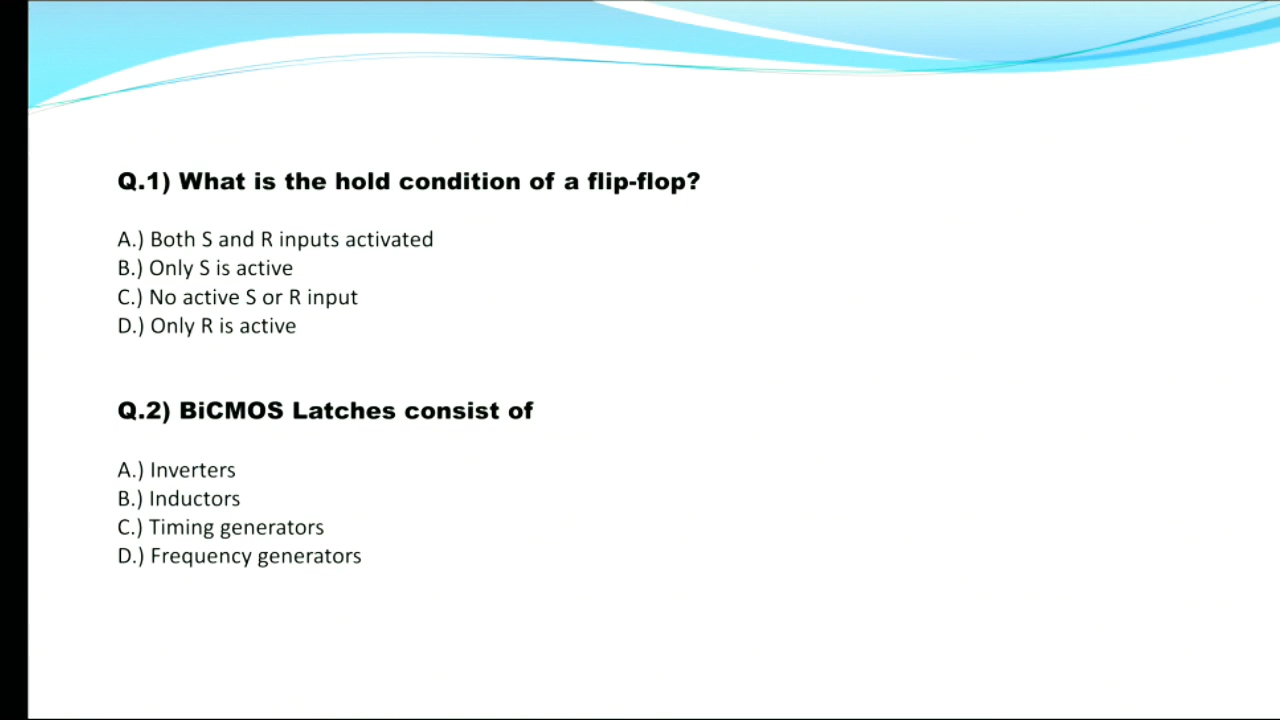 Q.1) What is the hold condition of a flip-flop?
A.) Both S and R inputs activated
B.) Only S is active
C.) No active S or R input
D.) Only R is active
Q.2) BiCMOS Latches consist of
A.) Inverters
B.) Inductors
C.) Timing generators
D.) Frequency generators